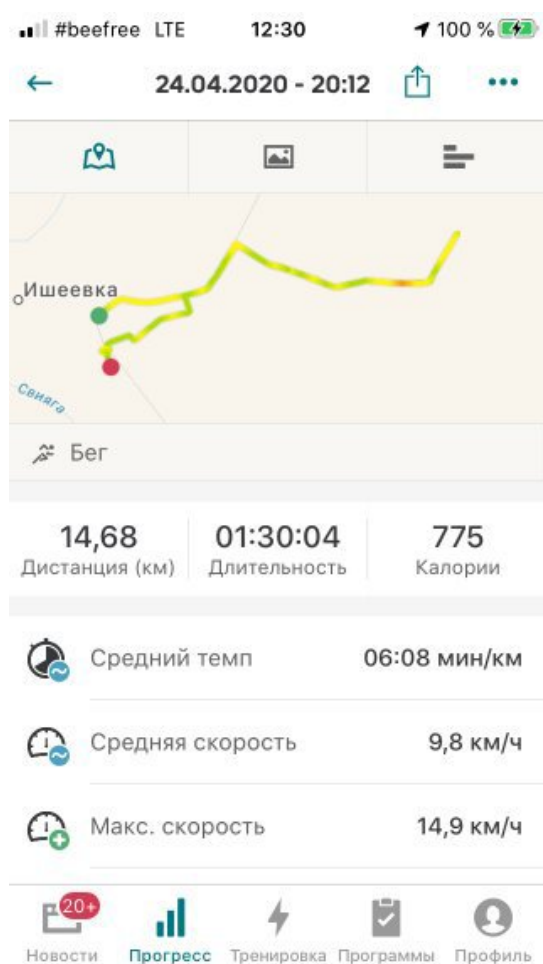 #beefree LTE 12:30 100 %
24.04.2020 - 20:12
Ишеевка
Свияга
Бег
14,68 01:30:04 775
Дистанция (км) Длительность Калории
Средний темп 06:08 мин/км
Средняя скорость 9,8 км/ч
Макс. скорость 14,9 км/ч
20+
Новости Прогресс Тренировка Программы Профиль